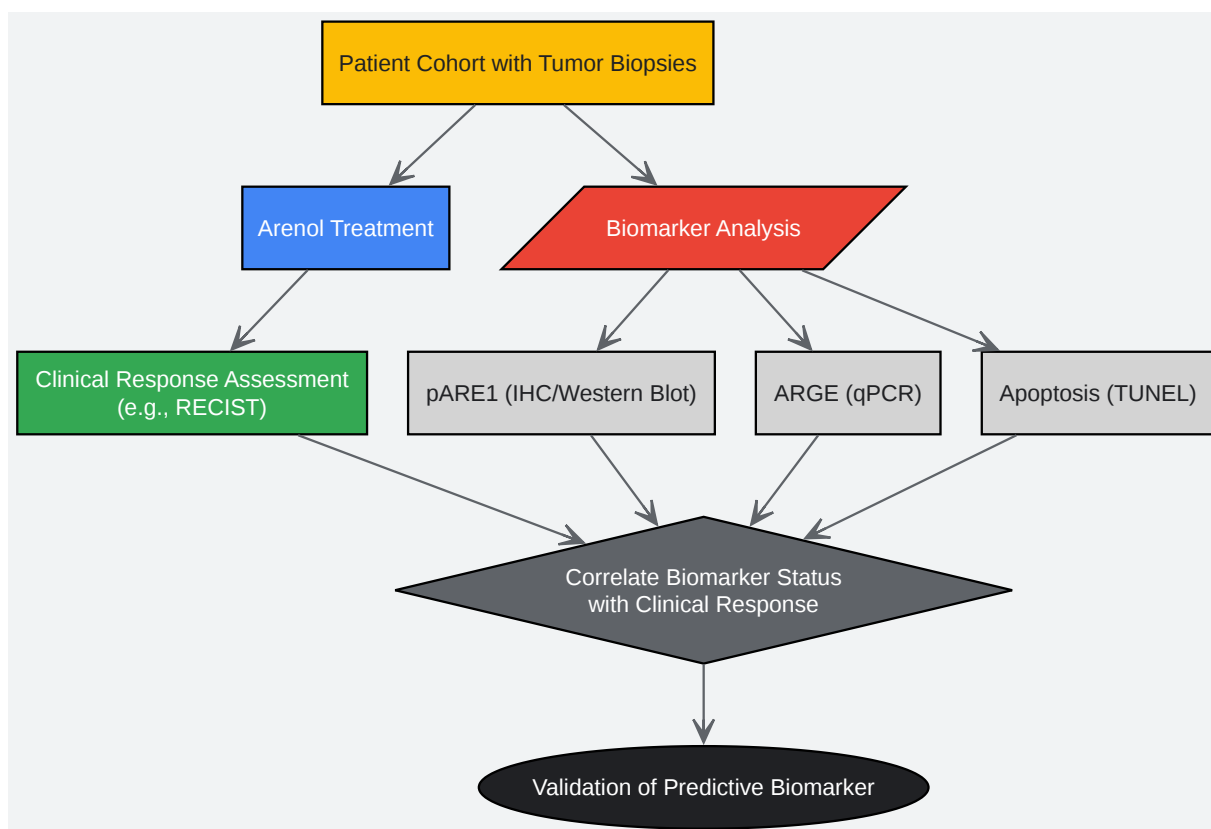 Patient Cohort with Tumor Biopsies
Arenol Treatment
Biomarker Analysis
Clinical Response Assessment
(e.g., RECIST)
pARE1 (IHC/Western Blot)
ARGE (qPCR)
Apoptosis (TUNEL)
Correlate Biomarker Status
with Clinical Response
Validation of Predictive Biomarker